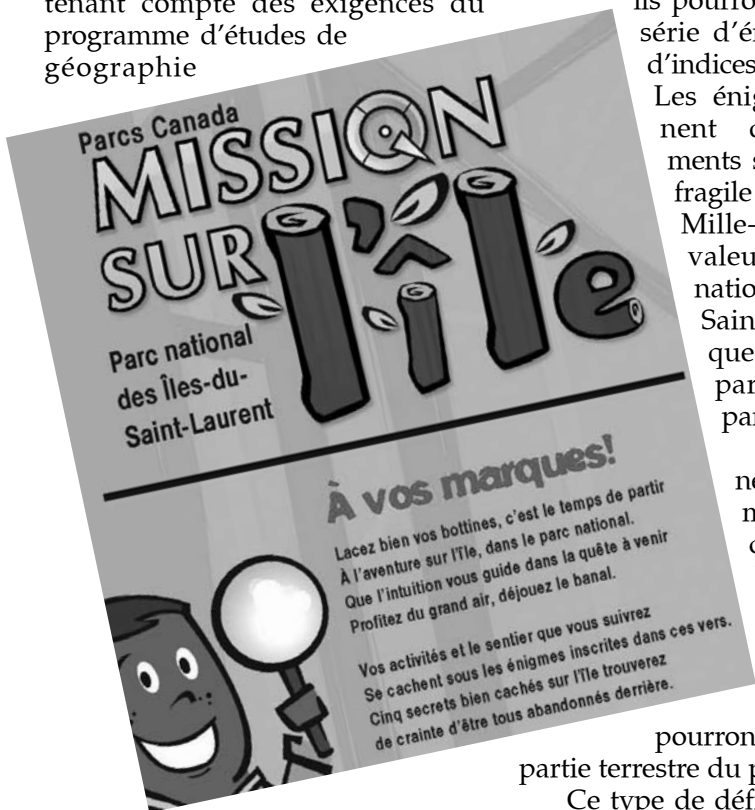 tenant compte des exigences du
programme d'études de
géographie
Parcs Canada
MISSION
SUR l'île
Parc national
des Îles-du-
Saint-Laurent
À vos marques!
Lacez bien vos bottines, c'est le temps de partir
À l'aventure sur l'île, dans le parc national.
Que l'intuition vous guide dans la quête à venir
Profitez du grand air, déjouez le banal.
Vos activités et le sentier que vous suivrez
Se cachent sous les énigmes inscrites dans ces vers.
Cinq secrets bien cachés sur l'île trouverez
de crainte d'être tous abandonnés derrière.
ils pourro
série d'é
d'indices
Les énig
nent
ments s
fragile
Mille-
valeu
natio
Sain
que
par
pa
ne
n
pourron
partie terrestre du p
Ce type de déf